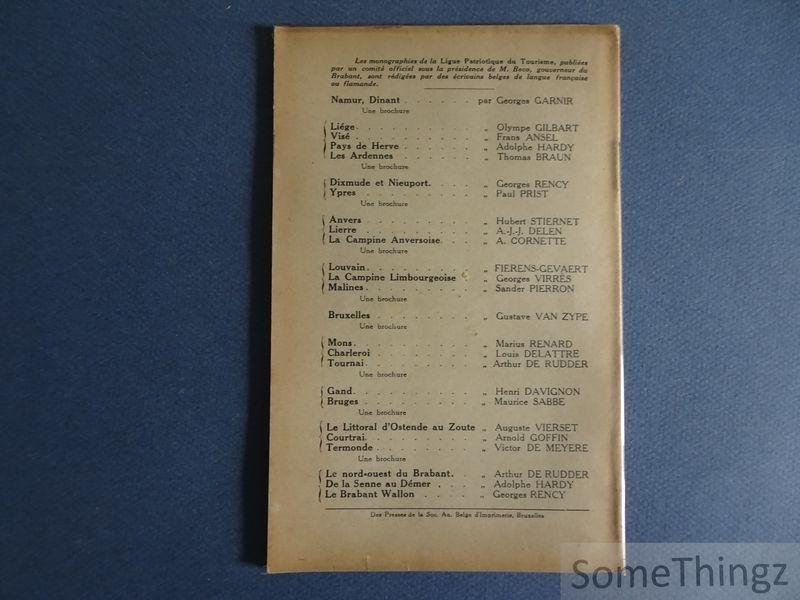 Les monographies de la Ligue Patriotique du Tourisme, publiées
par un comité officiel sous la présidence de M. Beco, gouverneur du
Brabant, sont rédigées par des écrivains belges de langue française
ou flamande.
Namur, Dinant . . . . . par Georges GARNIR
Une brochure
Liége. . . . . . . . . „ Olympe GILBART
Visé . . . . . . . . . „ Frans ANSEL
Pays de Herve . . . . . . „ Adolphe HARDY
Les Ardennes . . . . . . „ Thomas BRAUN
Une brochure
Dixmude et Nieuport. . . . „ Georges RENCY
Ypres . . . . . . . . . „ Paul PRIST
Une brochure
Anvers . . . . . . . . „ Hubert STIERNET
Lierre . . . . . . . . „ A.-J.-J. DELEN
La Campine Anversoise. . . „ A. CORNETTE
Une brochure
Louvain. . . . . . . . „ FIERENS-GEVAERT
La Campine Limbourgeoise . „ Georges VIRRÈS
Malines. . . . . . . . „ Sander PIERRON
Une brochure
Bruxelles . . . . . . . „ Gustave VAN ZYPE
Une brochure
Mons. . . . . . . . . „ Marius RENARD
Charleroi . . . . . . . „ Louis DELATTRE
Tournai. . . . . . . . „ Arthur DE RUDDER
Une brochure
Gand. . . . . . . . . „ Henri DAVIGNON
Bruges . . . . . . . . „ Maurice SABBE
Une brochure
Le Littoral d'Ostende au Zoute „ Auguste VIERSET
Courtrai. . . . . . . . „ Arnold GOFFIN
Termonde. . . . . . . . „ Victor DE MEYERE
Une brochure
Le nord-ouest du Brabant. . „ Arthur DE RUDDER
De la Senne au Démer . . . „ Adolphe HARDY
Le Brabant Wallon . . . . „ Georges RENCY
Des Presses de la Soc. An. Belge d'Imprimerie, Bruxelles
SomeThingz